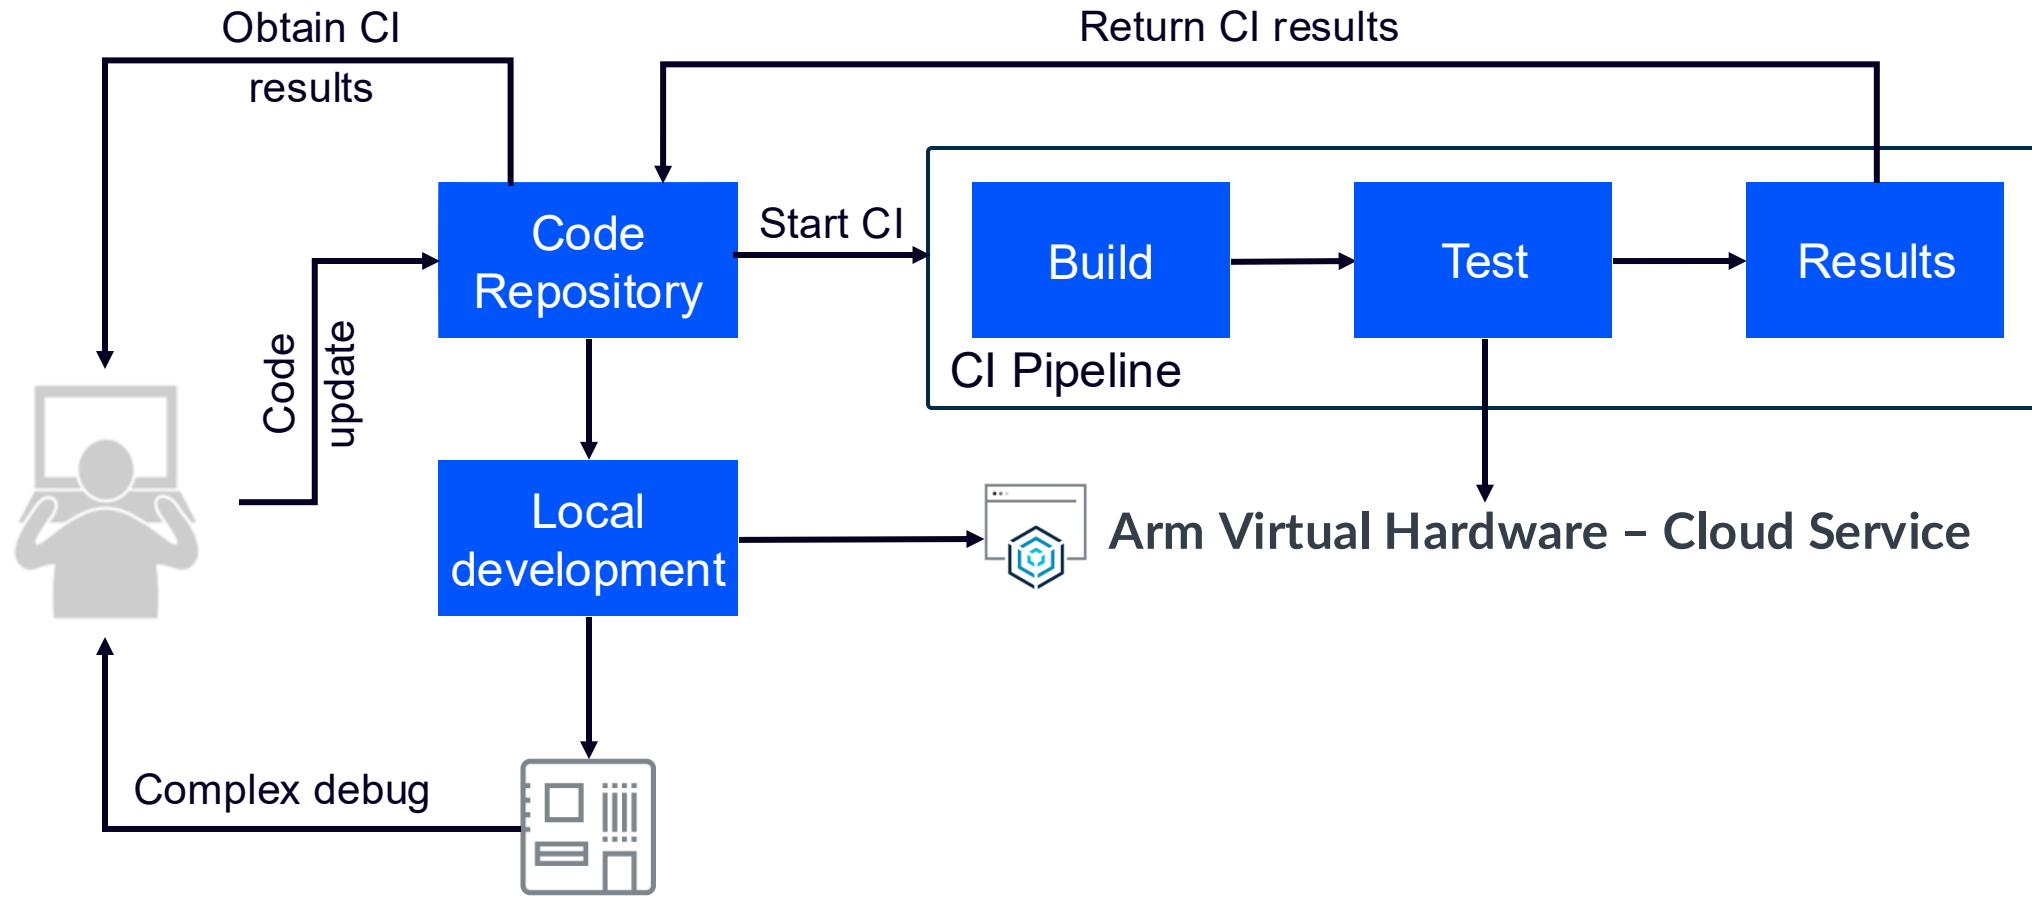 Obtain CI
results
Return CI results
Code
Repository
Start CI
Build
Test
Results
CI Pipeline
Code
update
Local
development
Arm Virtual Hardware – Cloud Service
Complex debug